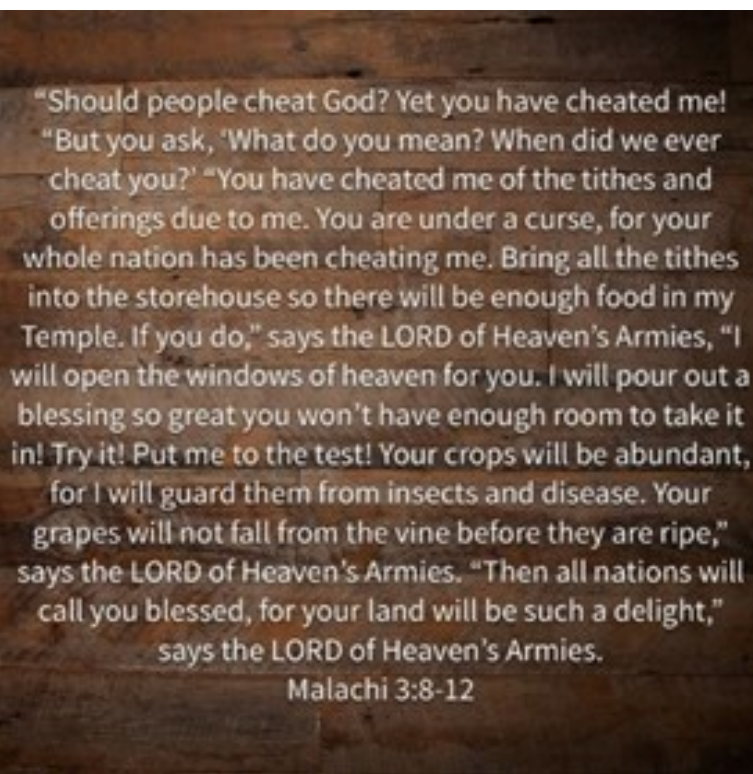 “Should people cheat God? Yet you have cheated me!
“But you ask, ‘What do you mean? When did we ever
cheat you?’ “You have cheated me of the tithes and
offerings due to me. You are under a curse, for your
whole nation has been cheating me. Bring all the tithes
into the storehouse so there will be enough food in my
Temple. If you do,” says the LORD of Heaven’s Armies, “I
will open the windows of heaven for you. I will pour out a
blessing so great you won’t have enough room to take it
in! Try it! Put me to the test! Your crops will be abundant,
for I will guard them from insects and disease. Your
grapes will not fall from the vine before they are ripe,”
says the LORD of Heaven’s Armies. “Then all nations will
call you blessed, for your land will be such a delight,”
says the LORD of Heaven’s Armies.
Malachi 3:8-12